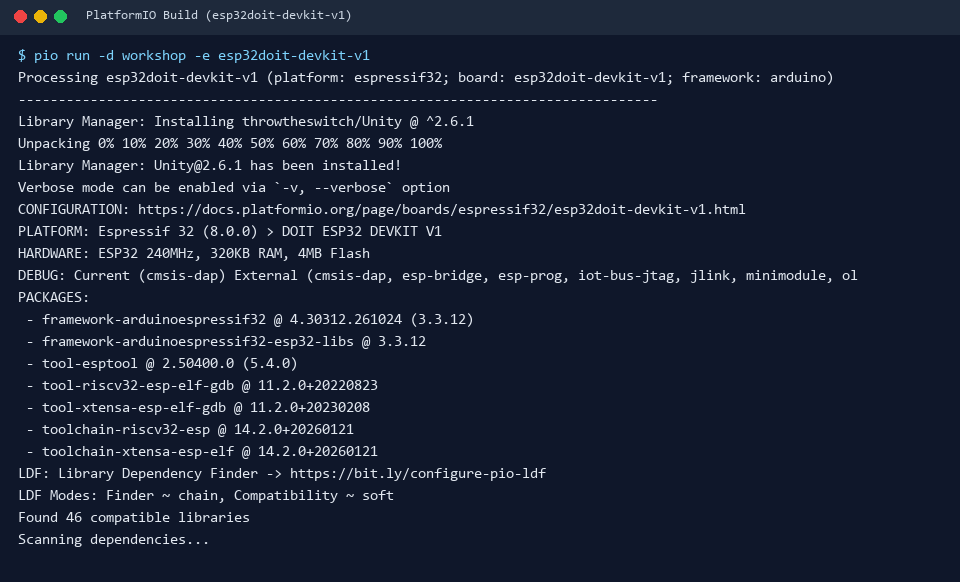 PlatformIO Build (esp32doit-devkit-v1)
$ pio run -d workshop -e esp32doit-devkit-v1
Processing esp32doit-devkit-v1 (platform: espressif32; board: esp32doit-devkit-v1; framework: arduino)
--------------------------------------------------------------------------------
Library Manager: Installing throwtheswitch/Unity @ ^2.6.1
Unpacking 0% 10% 20% 30% 40% 50% 60% 70% 80% 90% 100%
Library Manager: Unity@2.6.1 has been installed!
Verbose mode can be enabled via `-v, --verbose` option
CONFIGURATION: https://docs.platformio.org/page/boards/espressif32/esp32doit-devkit-v1.html
PLATFORM: Espressif 32 (8.0.0) > DOIT ESP32 DEVKIT V1
HARDWARE: ESP32 240MHz, 320KB RAM, 4MB Flash
DEBUG: Current (cmsis-dap) External (cmsis-dap, esp-bridge, esp-prog, iot-bus-jtag, jlink, minimodule, ol
PACKAGES:
 - framework-arduinoespressif32 @ 4.30312.261024 (3.3.12)
 - framework-arduinoespressif32-esp32-libs @ 3.3.12
 - tool-esptool @ 2.50400.0 (5.4.0)
 - tool-riscv32-esp-elf-gdb @ 11.2.0+20220823
 - tool-xtensa-esp-elf-gdb @ 11.2.0+20230208
 - toolchain-riscv32-esp @ 14.2.0+20260121
 - toolchain-xtensa-esp-elf @ 14.2.0+20260121
LDF: Library Dependency Finder -> https://bit.ly/configure-pio-ldf
LDF Modes: Finder ~ chain, Compatibility ~ soft
Found 46 compatible libraries
Scanning dependencies...